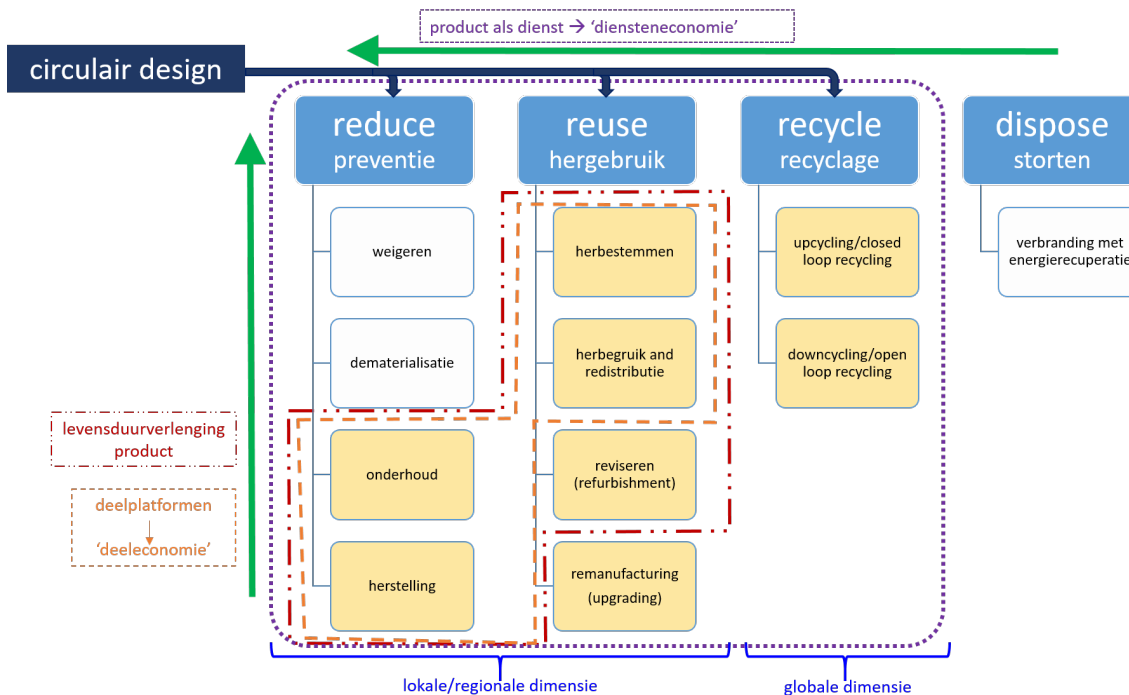 product als dienst → ‘diensteneconomie’
circulair design
reduce
preventie
reuse
hergebruik
recycle
recyclage
dispose
storten
weigeren
herbestemmen
upcycling/closed
loop recycling
verbranding met
energierecuperatie
dematerialisatie
herbegruik and
redistributie
downcycling/open
loop recycling
levensduurverlenging
product
onderhoud
reviseren
(refurbishment)
deelplatformen
‘deeleconomie’
herstelling
remanufacturing
(upgrading)
lokale/regionale dimensie
globale dimensie